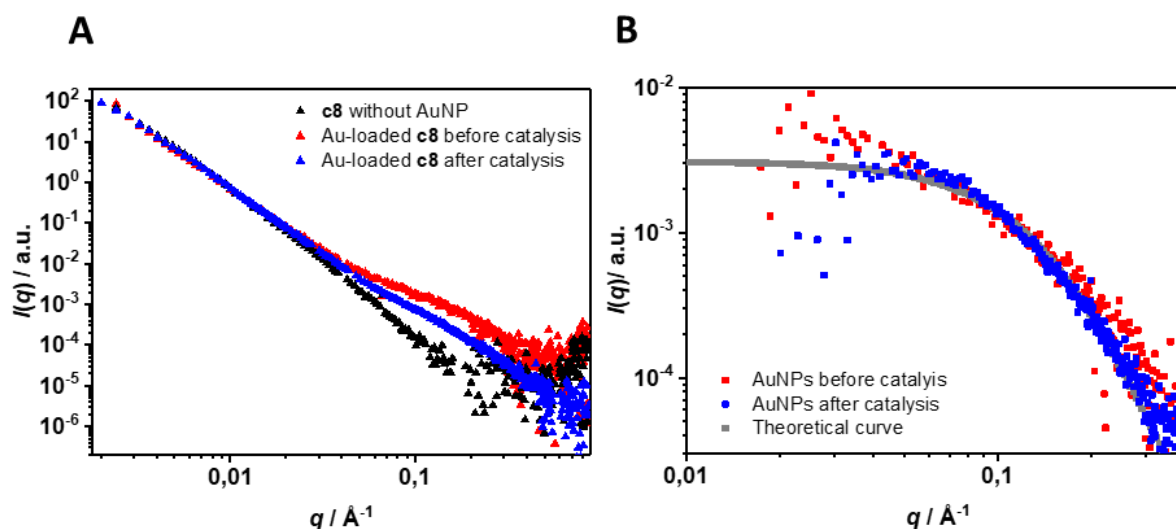 A
B
c8 without AuNP
Au-loaded c8 before catalysis
Au-loaded c8 after catalysis
10²
10¹
10⁰
10⁻¹
10⁻²
10⁻³
10⁻⁴
10⁻⁵
10⁻⁶
I(q)/ a.u.
0,01
0,1
q / Å⁻¹
10⁻²
10⁻³
10⁻⁴
I(q)/ a.u.
AuNPs before catalyis
AuNPs after catalysis
Theoretical curve
0,01
0,1
q / Å⁻¹